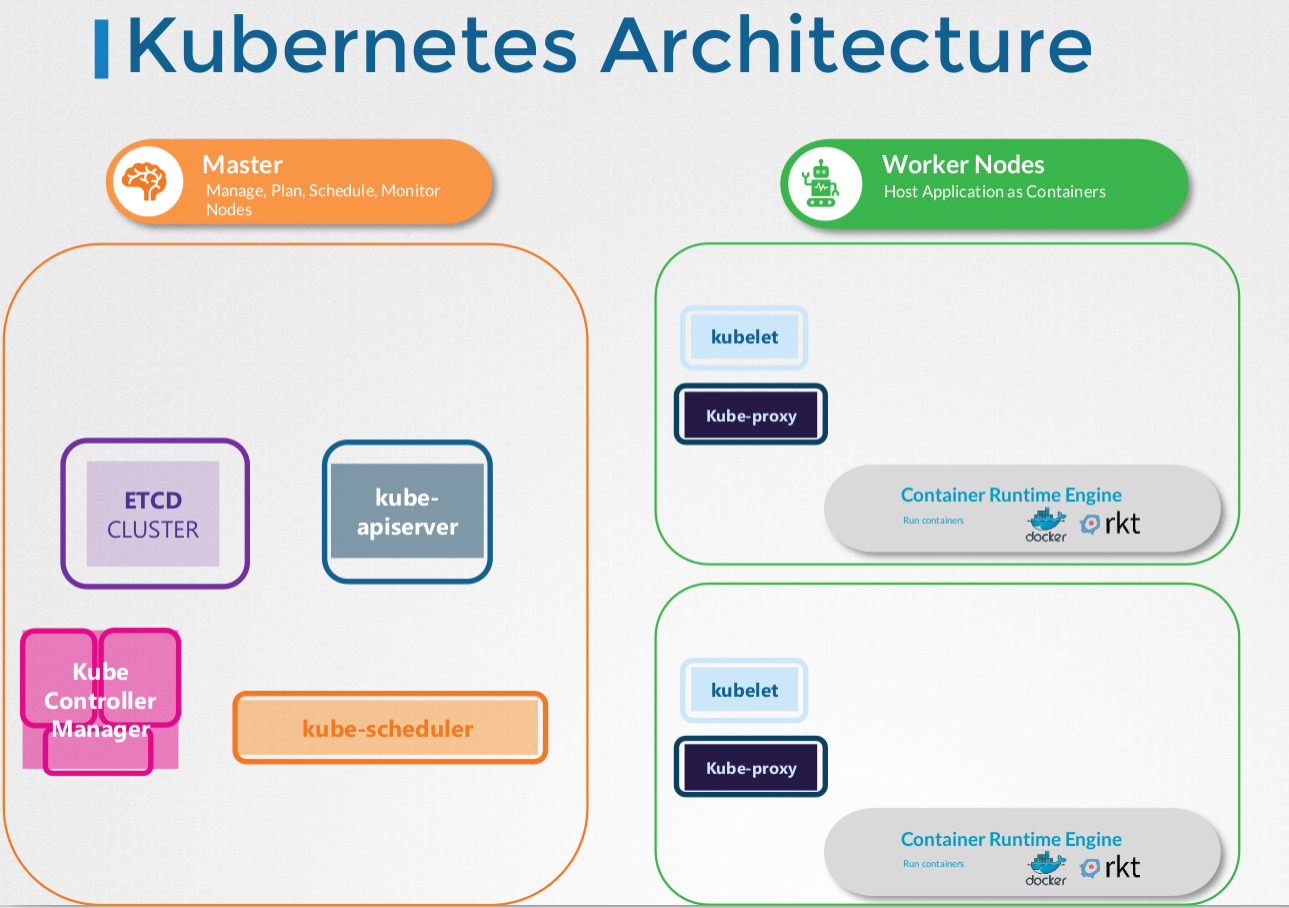 Kubernetes Architecture
Master
Manage, Plan, Schedule, Monitor
Nodes
ETCD
CLUSTER
kube-
apiserver
Kube
Controller
Manager
kube-scheduler
Worker Nodes
Host Application as Containers
kubelet
Kube-proxy
Container Runtime Engine
Run containers
docker
rkt
kubelet
Kube-proxy
Container Runtime Engine
Run containers
docker
rkt